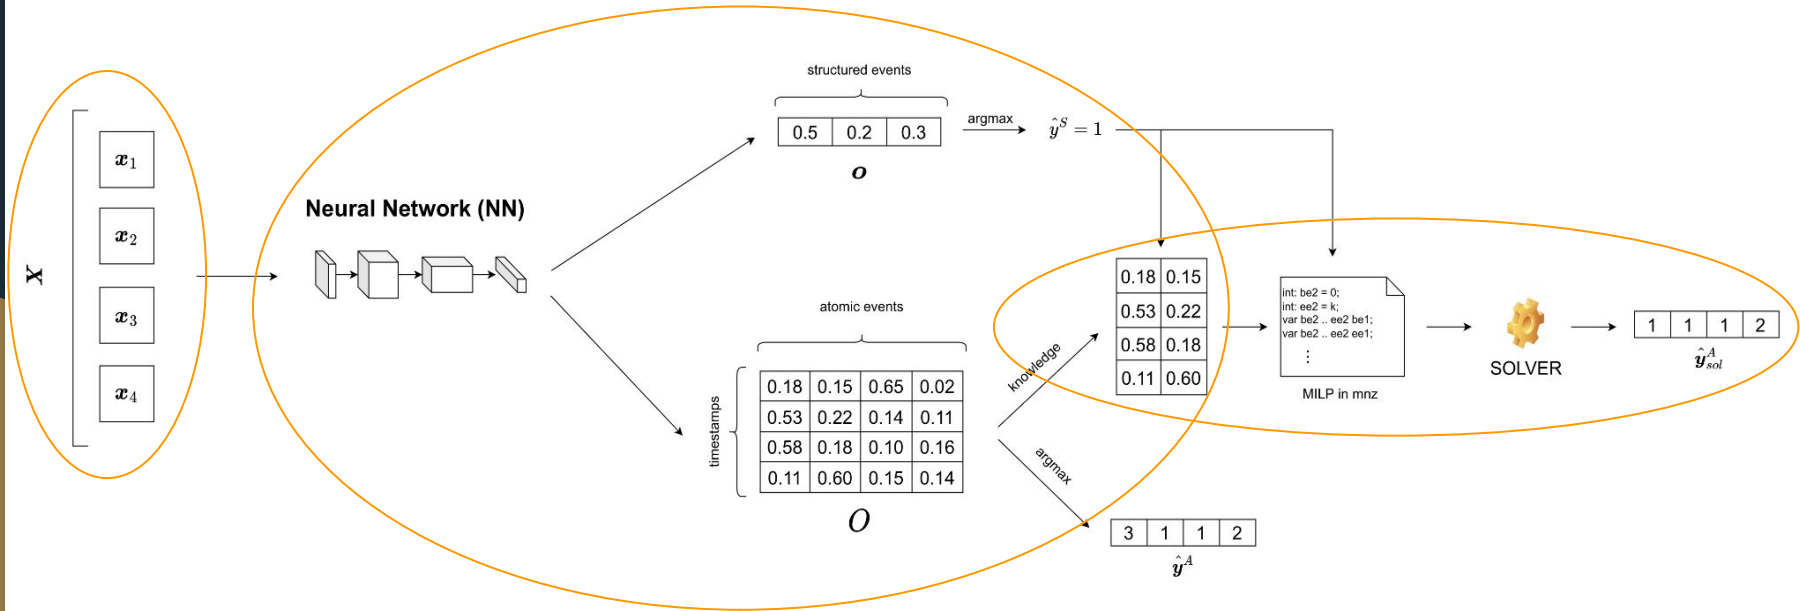 X
x₁
x₂
x₃
x₄
Neural Network (NN)
structured events
0.5 0.2 0.3
o
argmax
ŷˢ = 1
atomic events
timestamps
0.18 0.15 0.65 0.02
0.53 0.22 0.14 0.11
0.58 0.18 0.10 0.16
0.11 0.60 0.15 0.14
O
knowledge
argmax
3 1 1 2
ŷᴬ
0.18 0.15
0.53 0.22
0.58 0.18
0.11 0.60
int: be2 = 0;
int: ee2 = k;
var be2 .. ee2 be1;
var be2 .. ee2 ee1;
⋮
MILP in mnz
SOLVER
1 1 1 2
ŷᴬsol